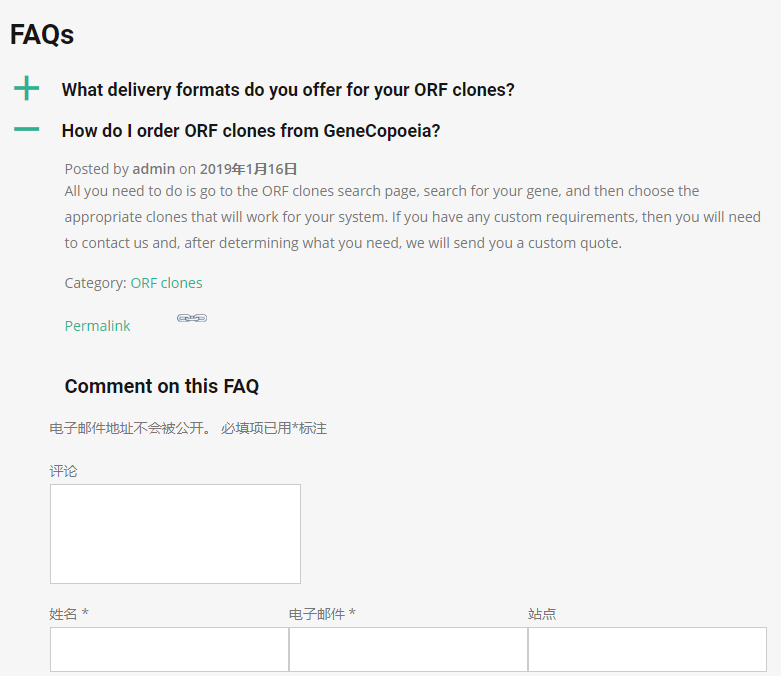 FAQs
What delivery formats do you offer for your ORF clones?
How do I order ORF clones from GeneCopoeia?
Posted by admin on 2019年1月16日
All you need to do is go to the ORF clones search page, search for your gene, and then choose the
appropriate clones that will work for your system. If you have any custom requirements, then you will need
to contact us and, after determining what you need, we will send you a custom quote.
Category: ORF clones
Permalink
Comment on this FAQ
电子邮件地址不会被公开。 必填项已用*标注
评论
姓名 * 电子邮件 * 站点